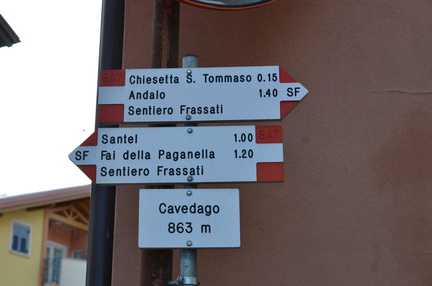 SAT
Chiesetta S. Tommaso 0.15
Andalo 1.40 SF
Sentiero Frassati
Santel 1.00 SAT
SF Fai della Paganella 1.20
Sentiero Frassati
Cavedago
863 m